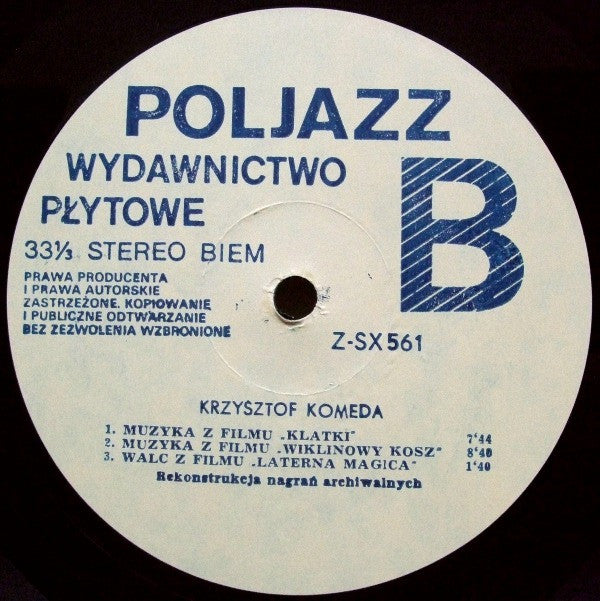 POLJAZZ
WYDAWNICTWO
PŁYTOWE
B
33⅓ STEREO BIEM
PRAWA PRODUCENTA
I PRAWA AUTORSKIE
ZASTRZEŻONE. KOPIOWANIE
I PUBLICZNE ODTWARZANIE
BEZ ZEZWOLENIA WZBRONIONE
Z-SX561
KRZYSZTOF KOMEDA
1. MUZYKA Z FILMU „KLATKI" 7'44
2. MUZYKA Z FILMU „WIKLINOWY KOSZ" 8'40
3. WALC Z FILMU „LATERNA MAGICA" 1'40
Rekonstrukcja nagrań archiwalnych